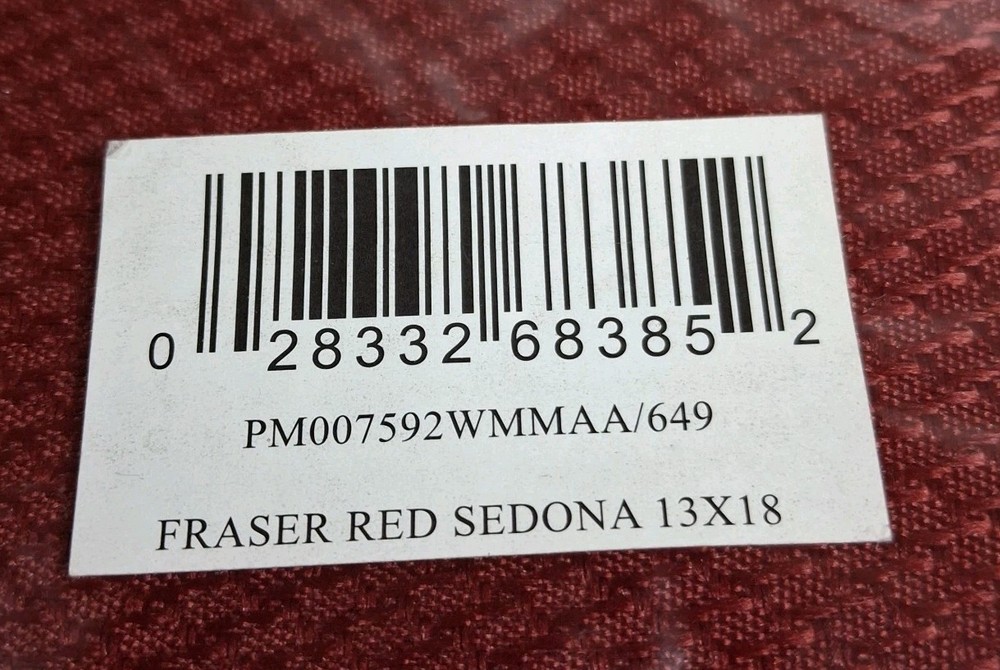 0 28332 68385 2
PM007592WMMAA/649
FRASER RED SEDONA 13X18